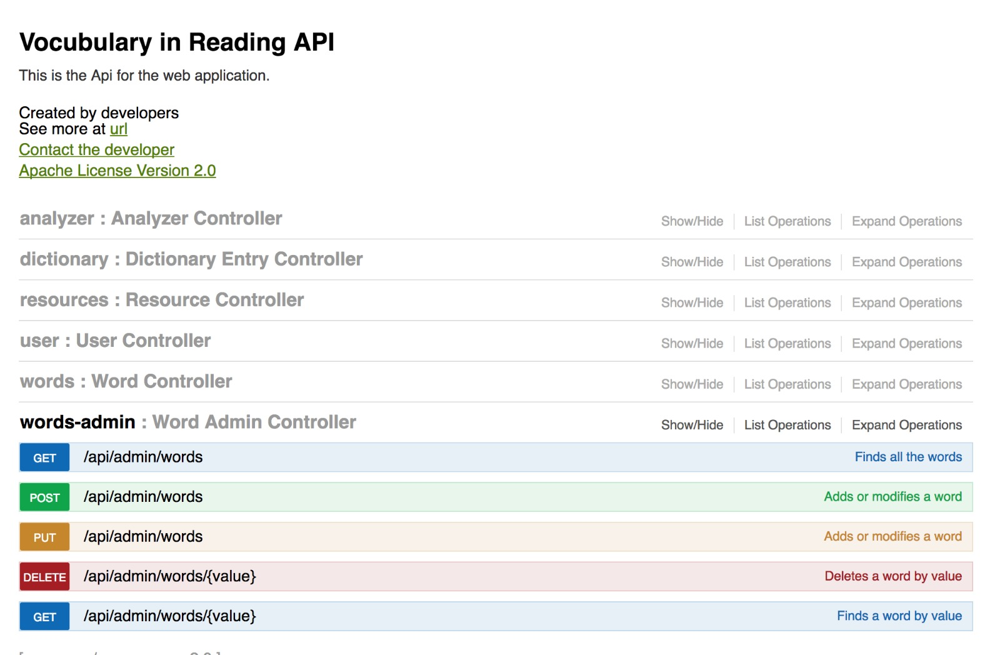 Vocubulary in Reading API
This is the Api for the web application.
Created by developers
See more at url
Contact the developer
Apache License Version 2.0
analyzer : Analyzer Controller Show/Hide List Operations Expand Operations
dictionary : Dictionary Entry Controller Show/Hide List Operations Expand Operations
resources : Resource Controller Show/Hide List Operations Expand Operations
user : User Controller Show/Hide List Operations Expand Operations
words : Word Controller Show/Hide List Operations Expand Operations
words-admin : Word Admin Controller Show/Hide List Operations Expand Operations
GET /api/admin/words Finds all the words
POST /api/admin/words Adds or modifies a word
PUT /api/admin/words Adds or modifies a word
DELETE /api/admin/words/{value} Deletes a word by value
GET /api/admin/words/{value} Finds a word by value